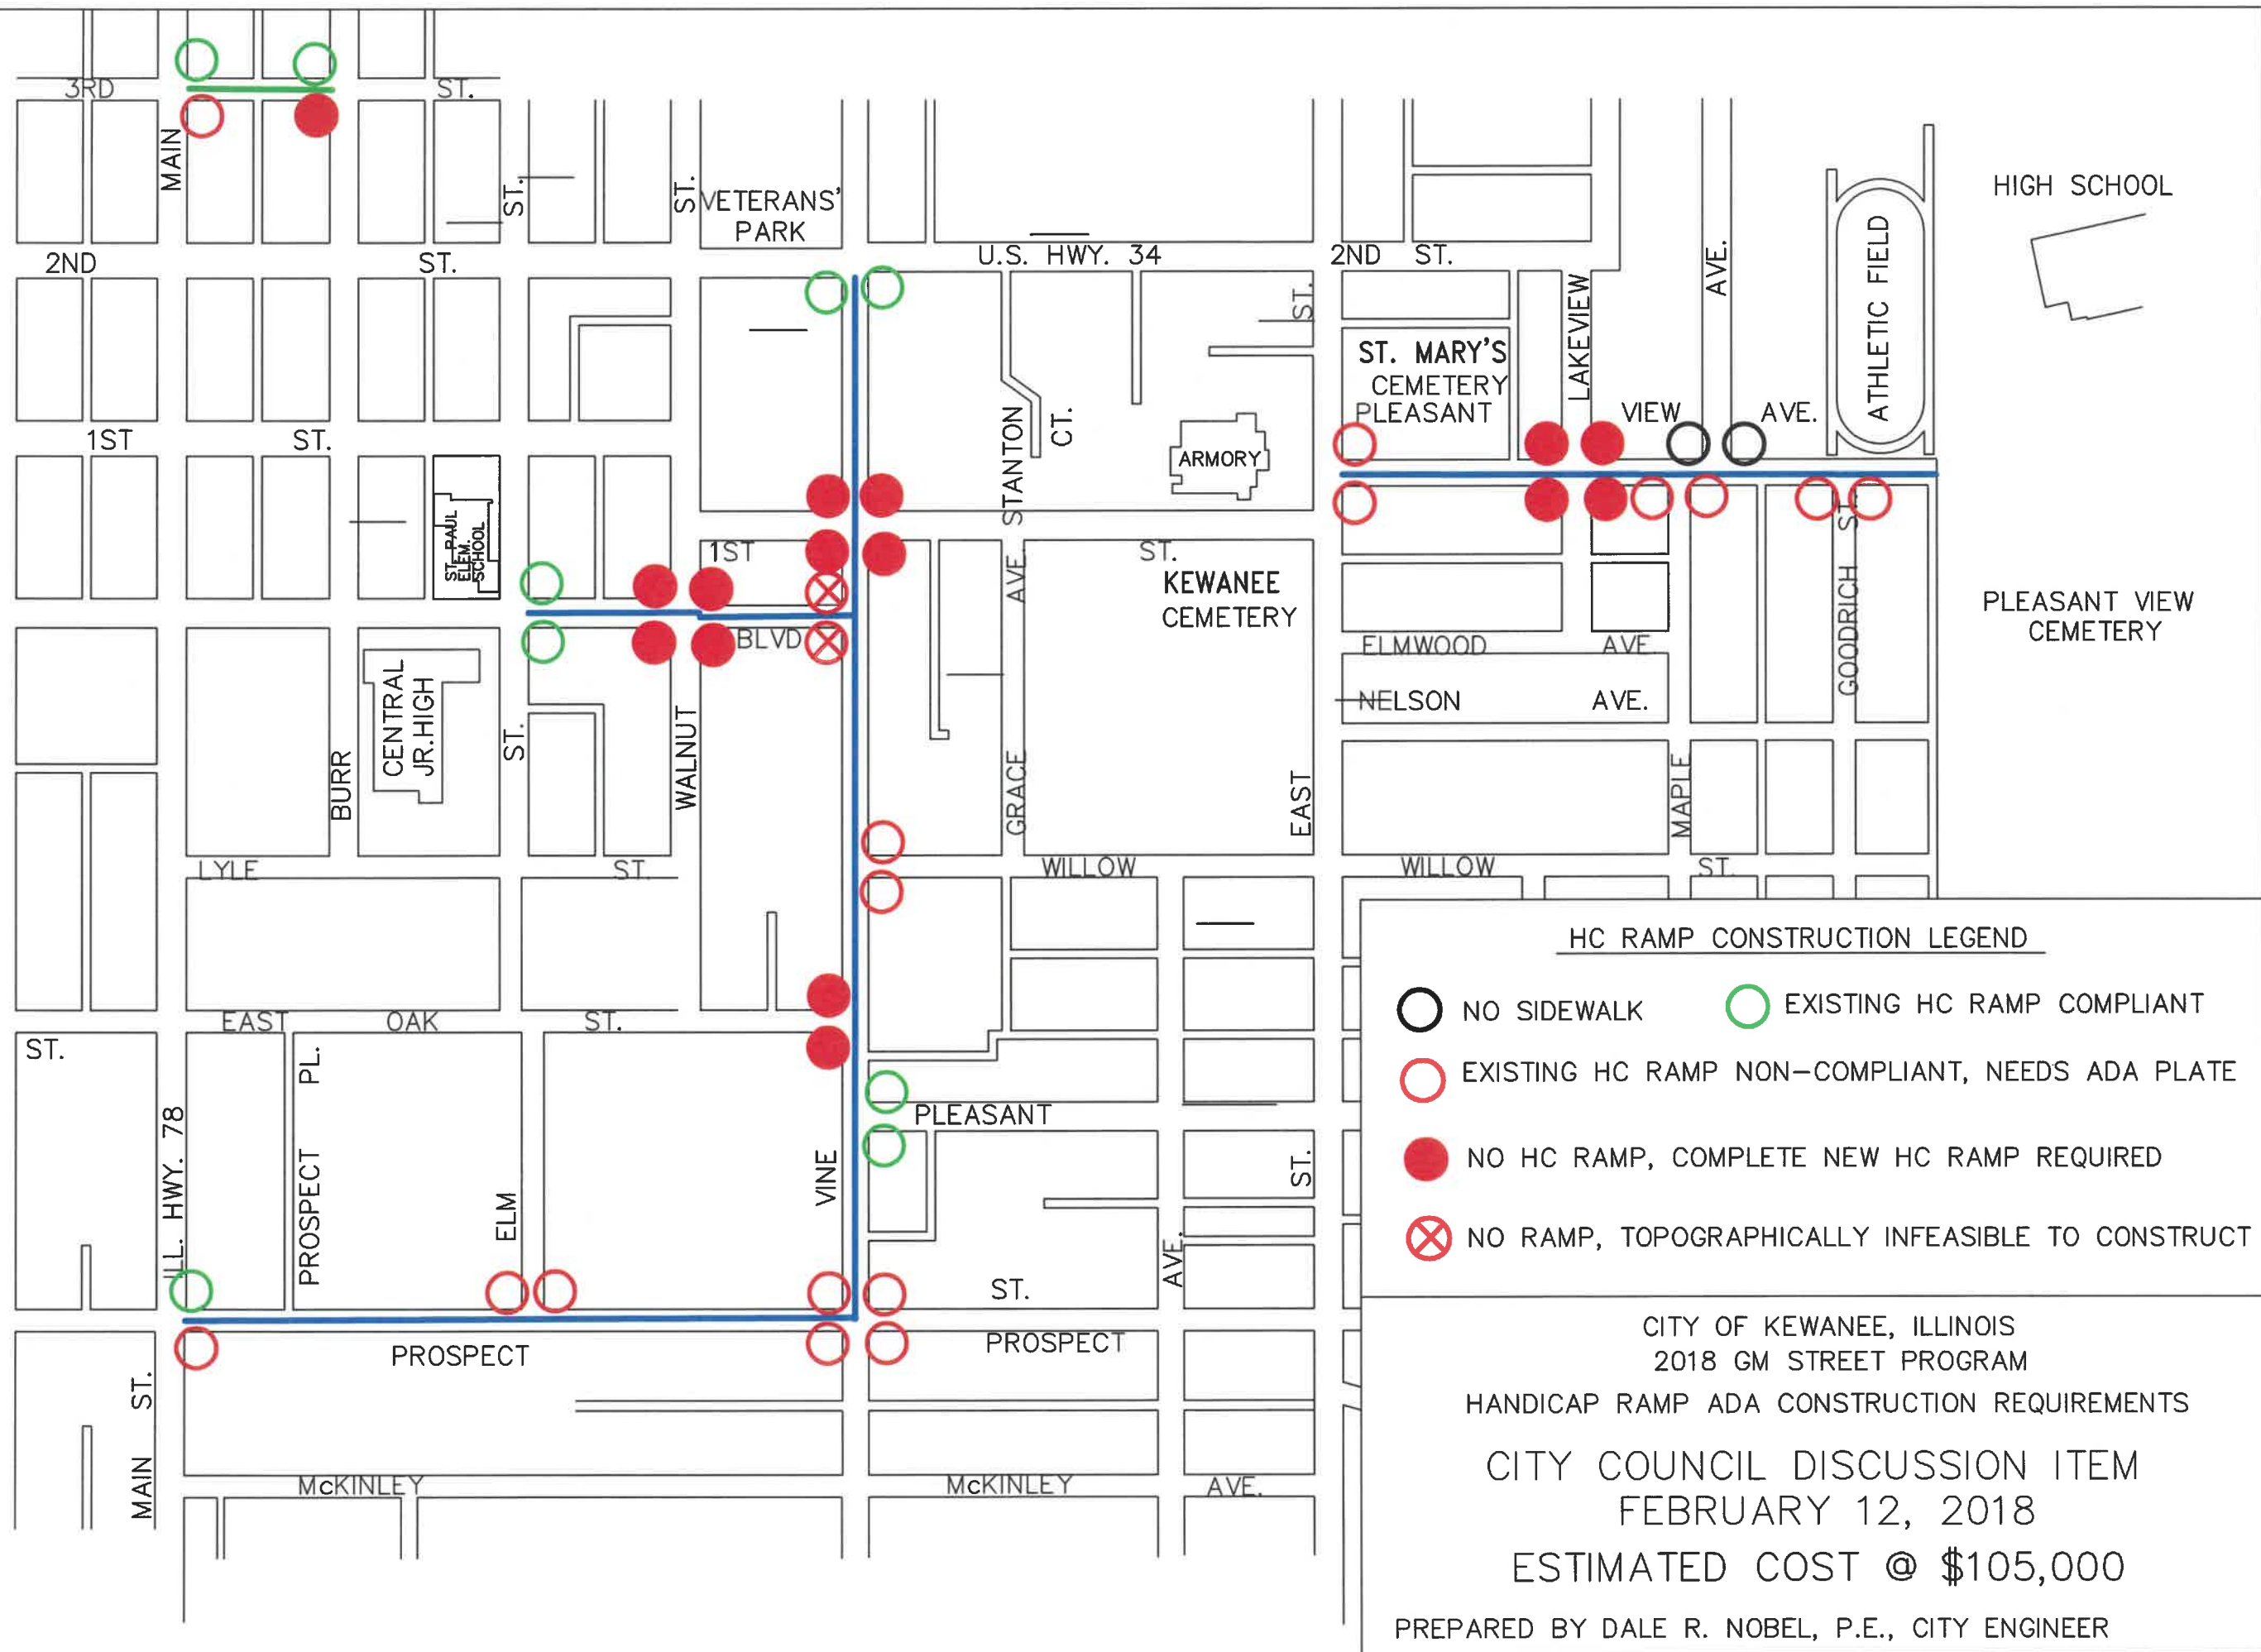 3RD
ST.
MAIN
ST.
ST.
VETERANS'
PARK
HIGH SCHOOL
2ND
ST.
U.S. HWY. 34
2ND ST.
AVE.
ATHLETIC FIELD
ST.
LAKEVIEW
ST. MARY'S
CEMETERY
PLEASANT
VIEW
AVE.
1ST
ST.
STANTON
CT.
ARMORY
ST. PAUL
ELEM.
SCHOOL
1ST
ST.
AVE.
KEWANEE
CEMETERY
ST.
GOODRICH
PLEASANT VIEW
CEMETERY
BLVD
ELMWOOD
AVE.
CENTRAL
JR.HIGH
NELSON
AVE.
BURR
ST.
WALNUT
GRACE
EAST
MAPLE
LYLE
ST.
WILLOW
WILLOW
ST.
EAST
OAK
ST.
ST.
PL.
PROSPECT
ILL. HWY. 78
ELM
VINE
PLEASANT
ST.
AVE.
ST.
PROSPECT
PROSPECT
MAIN
ST.
McKINLEY
McKINLEY
AVE.
HC RAMP CONSTRUCTION LEGEND
NO SIDEWALK
EXISTING HC RAMP COMPLIANT
EXISTING HC RAMP NON-COMPLIANT, NEEDS ADA PLATE
NO HC RAMP, COMPLETE NEW HC RAMP REQUIRED
NO RAMP, TOPOGRAPHICALLY INFEASIBLE TO CONSTRUCT
CITY OF KEWANEE, ILLINOIS
2018 GM STREET PROGRAM
HANDICAP RAMP ADA CONSTRUCTION REQUIREMENTS
CITY COUNCIL DISCUSSION ITEM
FEBRUARY 12, 2018
ESTIMATED COST @ $105,000
PREPARED BY DALE R. NOBEL, P.E., CITY ENGINEER